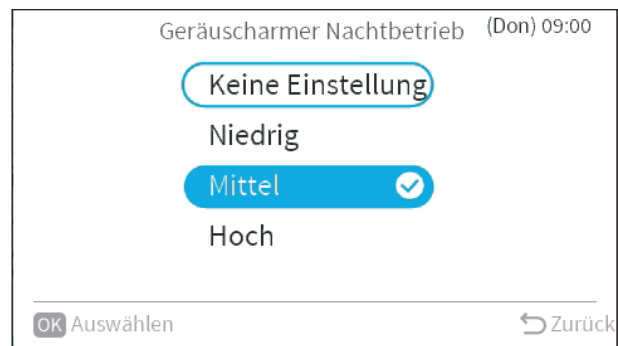 Geräuscharmer Nachtbetrieb (Don) 09:00
Keine Einstellung
Niedrig
Mittel
Hoch
OK Auswählen Zurück